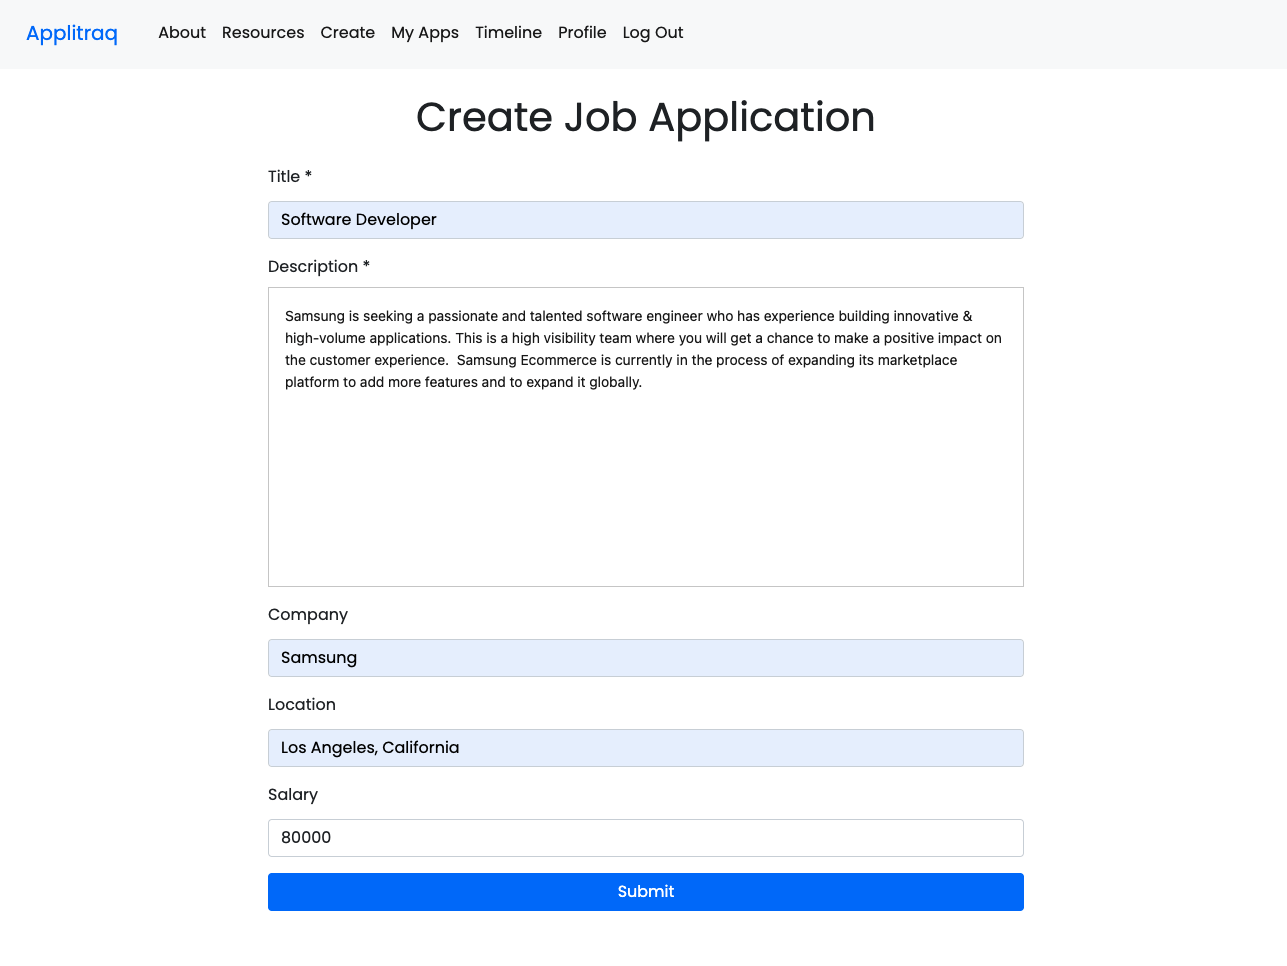 Applitraq About Resources Create My Apps Timeline Profile Log Out
Create Job Application
Title *
Software Developer
Description *
Samsung is seeking a passionate and talented software engineer who has experience building innovative &
high-volume applications. This is a high visibility team where you will get a chance to make a positive impact on
the customer experience.  Samsung Ecommerce is currently in the process of expanding its marketplace
platform to add more features and to expand it globally.
Company
Samsung
Location
Los Angeles, California
Salary
80000
Submit